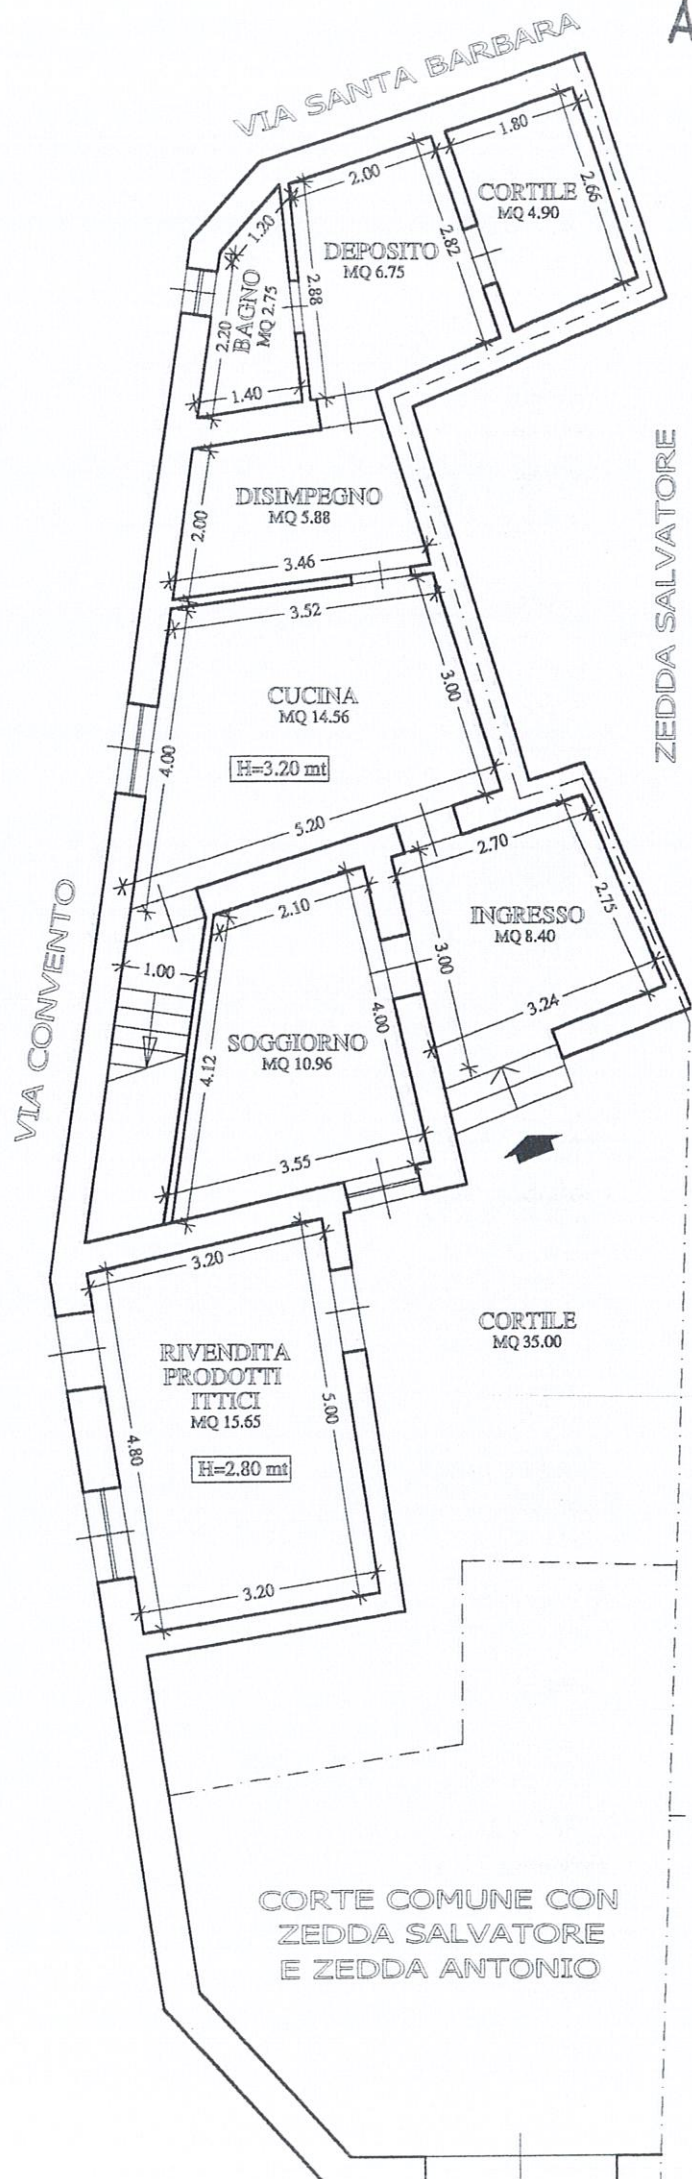 A
VIA SANTA BARBARA
1.80
CORTILE
MQ 4.90
2.66
2.00
DEPOSITO
MQ 6.75
2.82
2.88
1.20
BAGNO
MQ 2.75
2.20
1.40
DISIMPEGNO
MQ 5.88
2.00
3.46
3.52
ZEDDA SALVATORE
CUCINA
MQ 14.56
3.00
H=3.20 mt
4.00
5.20
2.70
INGRESSO
MQ 8.40
2.75
3.00
3.24
2.10
1.00
4.00
SOGGIORNO
MQ 10.96
4.12
3.55
VIA CONVENTO
3.20
CORTILE
MQ 35.00
RIVENDITA
PRODOTTI
ITTICI
MQ 15.65
5.00
4.80
H=2.80 mt
3.20
CORTE COMUNE CON
ZEDDA SALVATORE
E ZEDDA ANTONIO